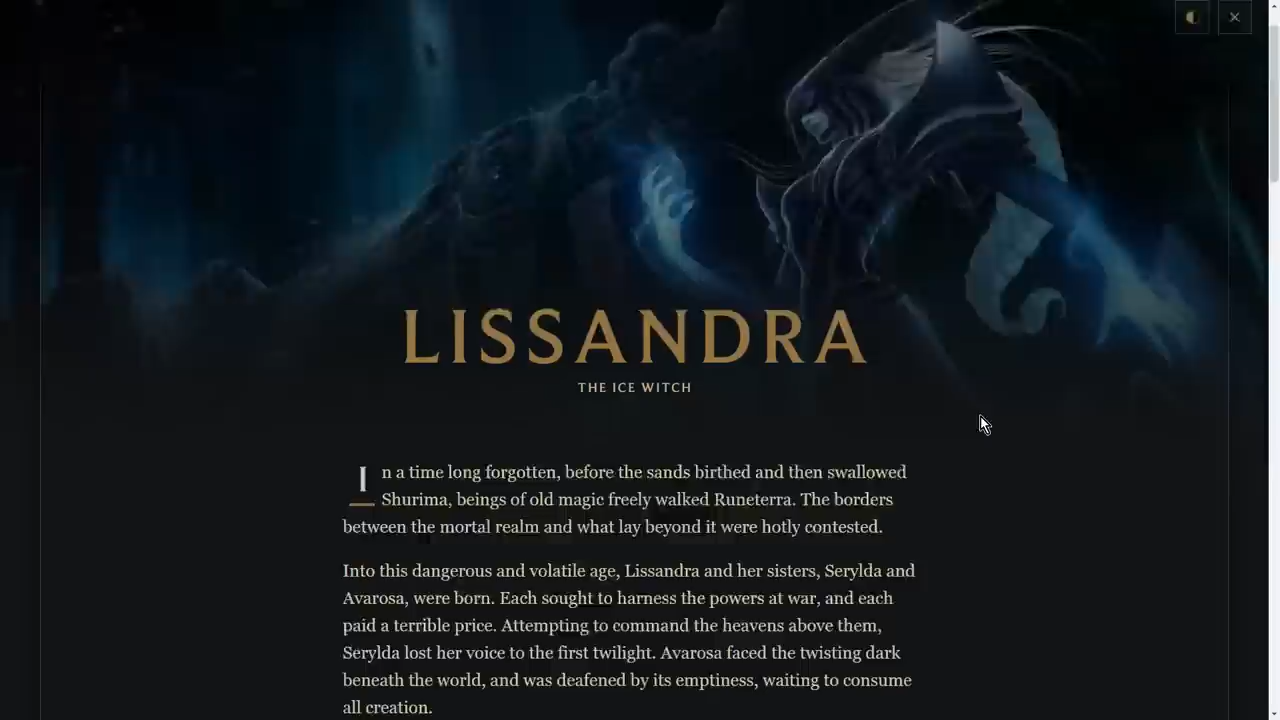 LISSANDRA
THE ICE WITCH
In a time long forgotten, before the sands birthed and then swallowed
Shurima, beings of old magic freely walked Runeterra. The borders
between the mortal realm and what lay beyond it were hotly contested.
Into this dangerous and volatile age, Lissandra and her sisters, Serylda and
Avarosa, were born. Each sought to harness the powers at war, and each
paid a terrible price. Attempting to command the heavens above them,
Serylda lost her voice to the first twilight. Avarosa faced the twisting dark
beneath the world, and was deafened by its emptiness, waiting to consume
all creation.